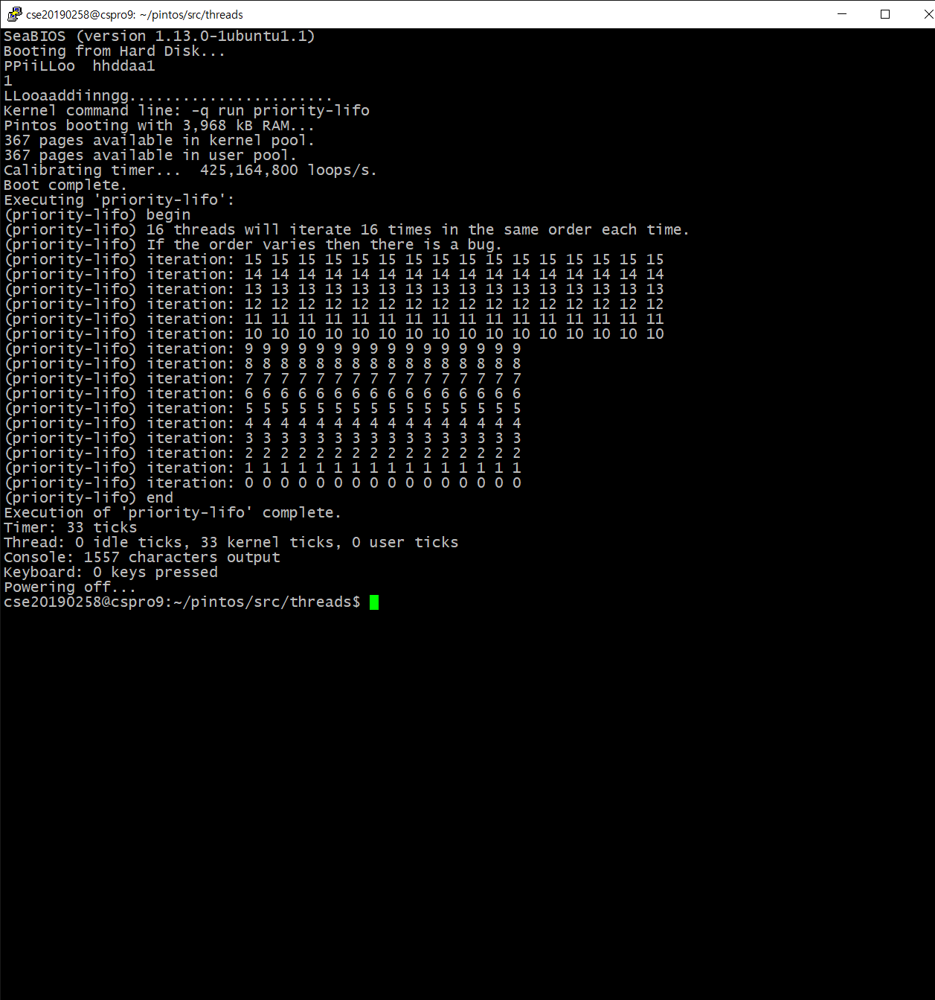 cse20190258@cspro9: ~/pintos/src/threads
SeaBIOS (version 1.13.0-1ubuntu1.1)
Booting from Hard Disk...
PPiiLLoo  hhddaa1
1
LLooaaddiinngg.......................
Kernel command line: -q run priority-lifo
Pintos booting with 3,968 kB RAM...
367 pages available in kernel pool.
367 pages available in user pool.
Calibrating timer...  425,164,800 loops/s.
Boot complete.
Executing 'priority-lifo':
(priority-lifo) begin
(priority-lifo) 16 threads will iterate 16 times in the same order each time.
(priority-lifo) If the order varies then there is a bug.
(priority-lifo) iteration: 15 15 15 15 15 15 15 15 15 15 15 15 15 15 15 15
(priority-lifo) iteration: 14 14 14 14 14 14 14 14 14 14 14 14 14 14 14 14
(priority-lifo) iteration: 13 13 13 13 13 13 13 13 13 13 13 13 13 13 13 13
(priority-lifo) iteration: 12 12 12 12 12 12 12 12 12 12 12 12 12 12 12 12
(priority-lifo) iteration: 11 11 11 11 11 11 11 11 11 11 11 11 11 11 11 11
(priority-lifo) iteration: 10 10 10 10 10 10 10 10 10 10 10 10 10 10 10 10
(priority-lifo) iteration: 9 9 9 9 9 9 9 9 9 9 9 9 9 9 9 9
(priority-lifo) iteration: 8 8 8 8 8 8 8 8 8 8 8 8 8 8 8 8
(priority-lifo) iteration: 7 7 7 7 7 7 7 7 7 7 7 7 7 7 7 7
(priority-lifo) iteration: 6 6 6 6 6 6 6 6 6 6 6 6 6 6 6 6
(priority-lifo) iteration: 5 5 5 5 5 5 5 5 5 5 5 5 5 5 5 5
(priority-lifo) iteration: 4 4 4 4 4 4 4 4 4 4 4 4 4 4 4 4
(priority-lifo) iteration: 3 3 3 3 3 3 3 3 3 3 3 3 3 3 3 3
(priority-lifo) iteration: 2 2 2 2 2 2 2 2 2 2 2 2 2 2 2 2
(priority-lifo) iteration: 1 1 1 1 1 1 1 1 1 1 1 1 1 1 1 1
(priority-lifo) iteration: 0 0 0 0 0 0 0 0 0 0 0 0 0 0 0 0
(priority-lifo) end
Execution of 'priority-lifo' complete.
Timer: 33 ticks
Thread: 0 idle ticks, 33 kernel ticks, 0 user ticks
Console: 1557 characters output
Keyboard: 0 keys pressed
Powering off...
cse20190258@cspro9:~/pintos/src/threads$